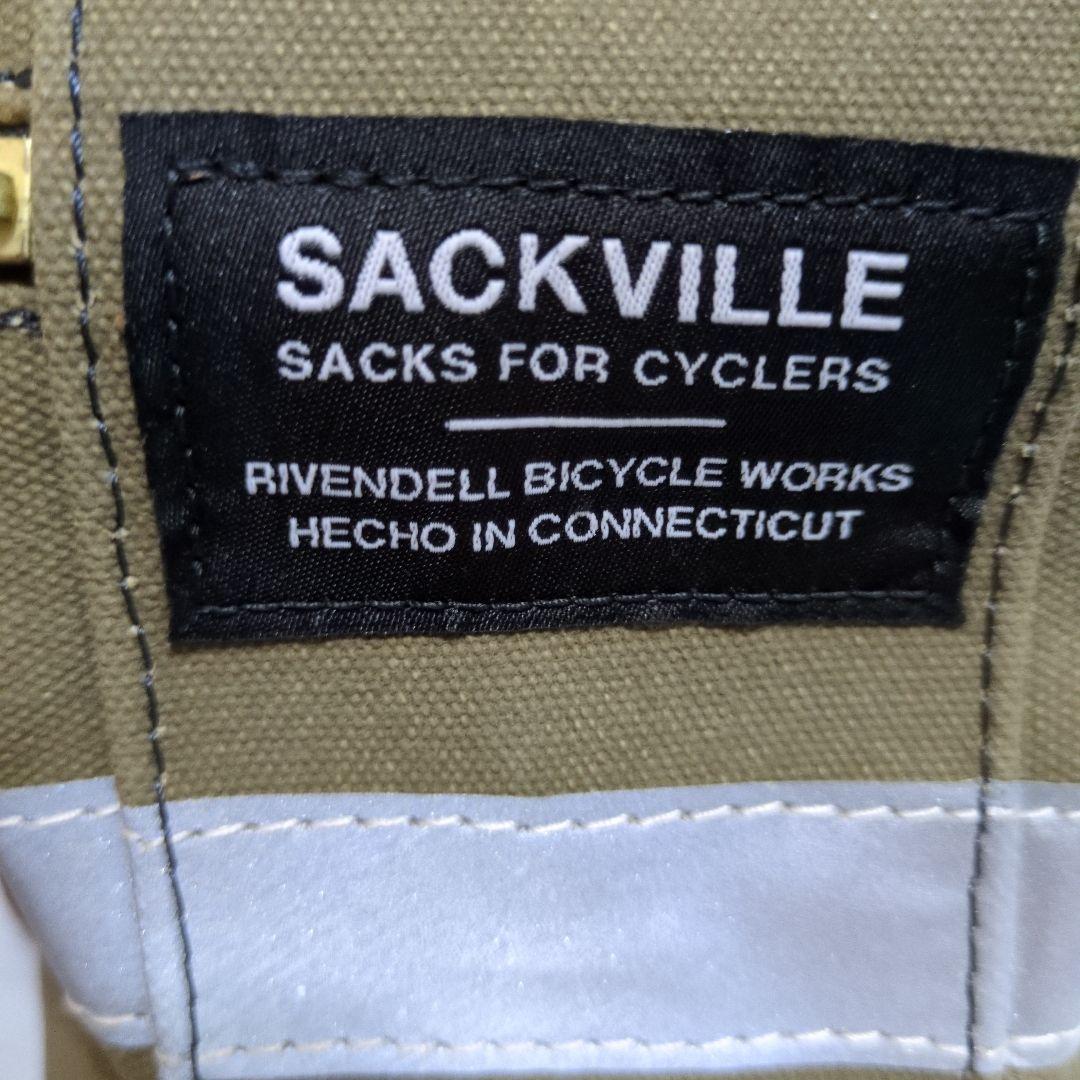 SACKVILLE
SACKS FOR CYCLERS
RIVENDELL BICYCLE WORKS
HECHO IN CONNECTICUT